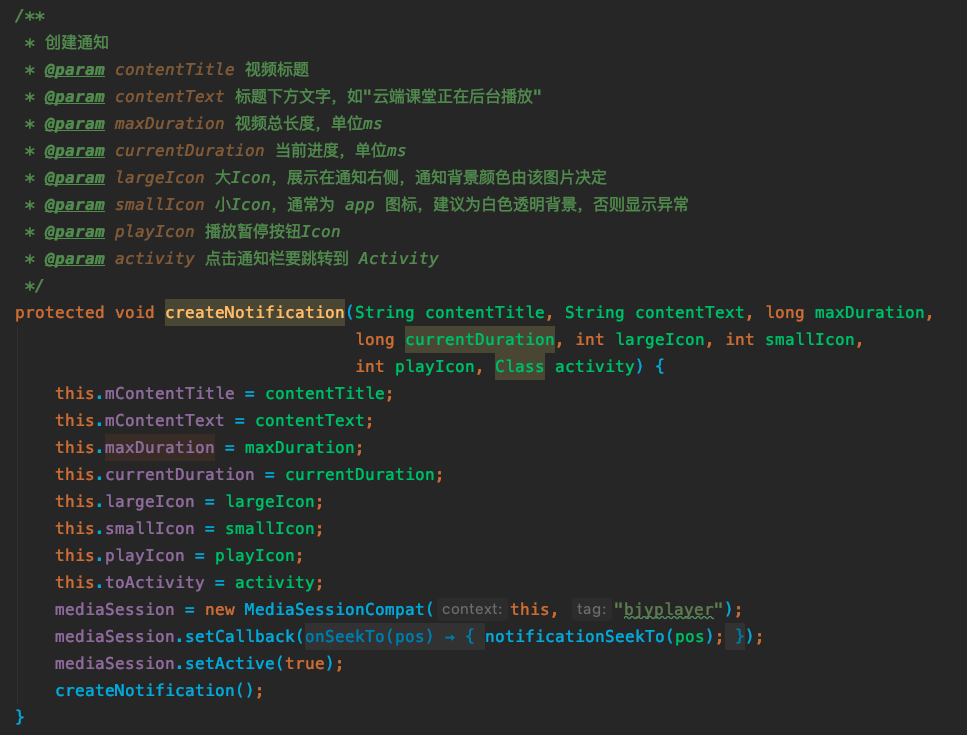 /**
 * 创建通知
 * @param contentTitle 视频标题
 * @param contentText 标题下方文字，如"云端课堂正在后台播放"
 * @param maxDuration 视频总长度，单位ms
 * @param currentDuration 当前进度，单位ms
 * @param largeIcon 大Icon，展示在通知右侧，通知背景颜色由该图片决定
 * @param smallIcon 小Icon，通常为 app 图标，建议为白色透明背景，否则显示异常
 * @param playIcon 播放暂停按钮Icon
 * @param activity 点击通知栏要跳转到 Activity
 */
protected void createNotification(String contentTitle, String contentText, long maxDuration,
                                  long currentDuration, int largeIcon, int smallIcon,
                                  int playIcon, Class activity) {
    this.mContentTitle = contentTitle;
    this.mContentText = contentText;
    this.maxDuration = maxDuration;
    this.currentDuration = currentDuration;
    this.largeIcon = largeIcon;
    this.smallIcon = smallIcon;
    this.playIcon = playIcon;
    this.toActivity = activity;
    mediaSession = new MediaSessionCompat( context: this, tag: "bjyplayer");
    mediaSession.setCallback(onSeekTo(pos) → { notificationSeekTo(pos); });
    mediaSession.setActive(true);
    createNotification();
}